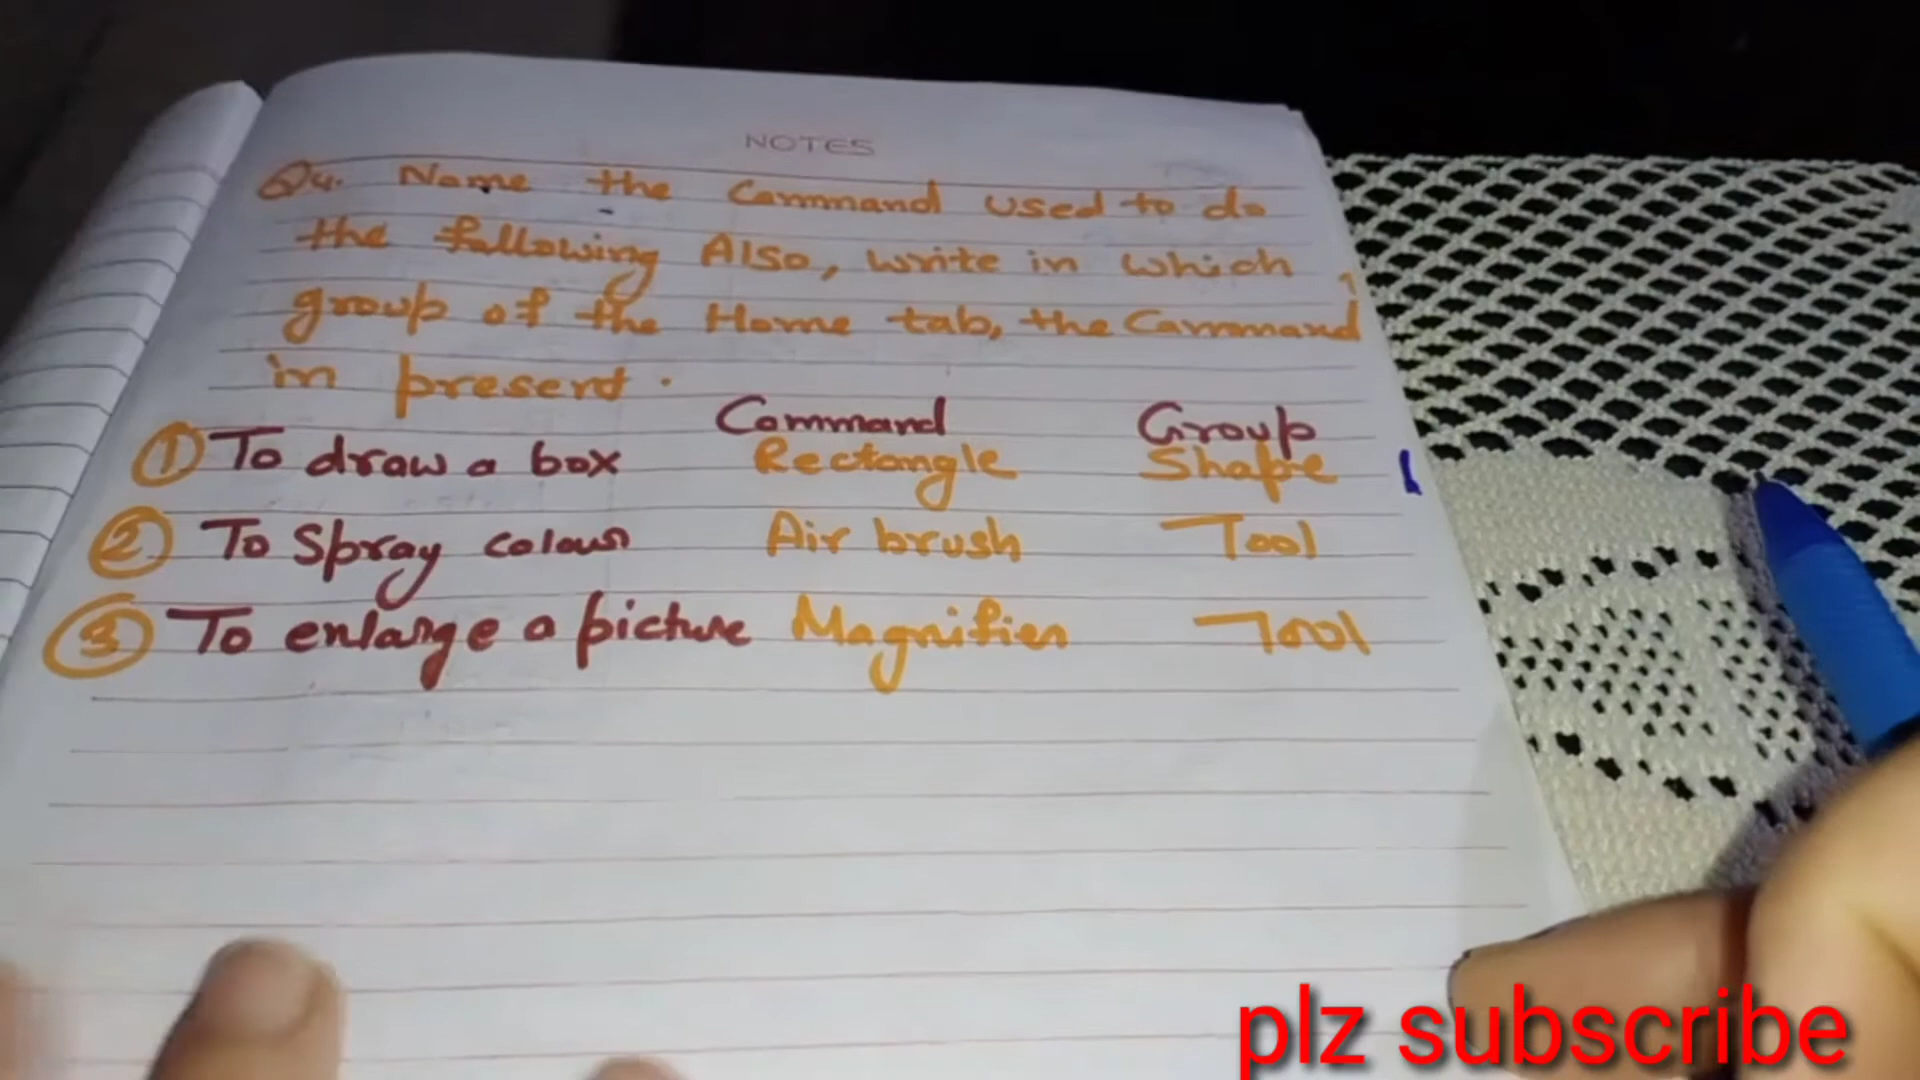 NOTES
Q4. Name the Command used to do
the following Also, write in which
group of the Home tab, the Command
in present.
Command Group
① To draw a box Rectangle Shape
② To Spray colour Air brush Tool
③ To enlarge a picture Magnifier Tool
plz subscribe